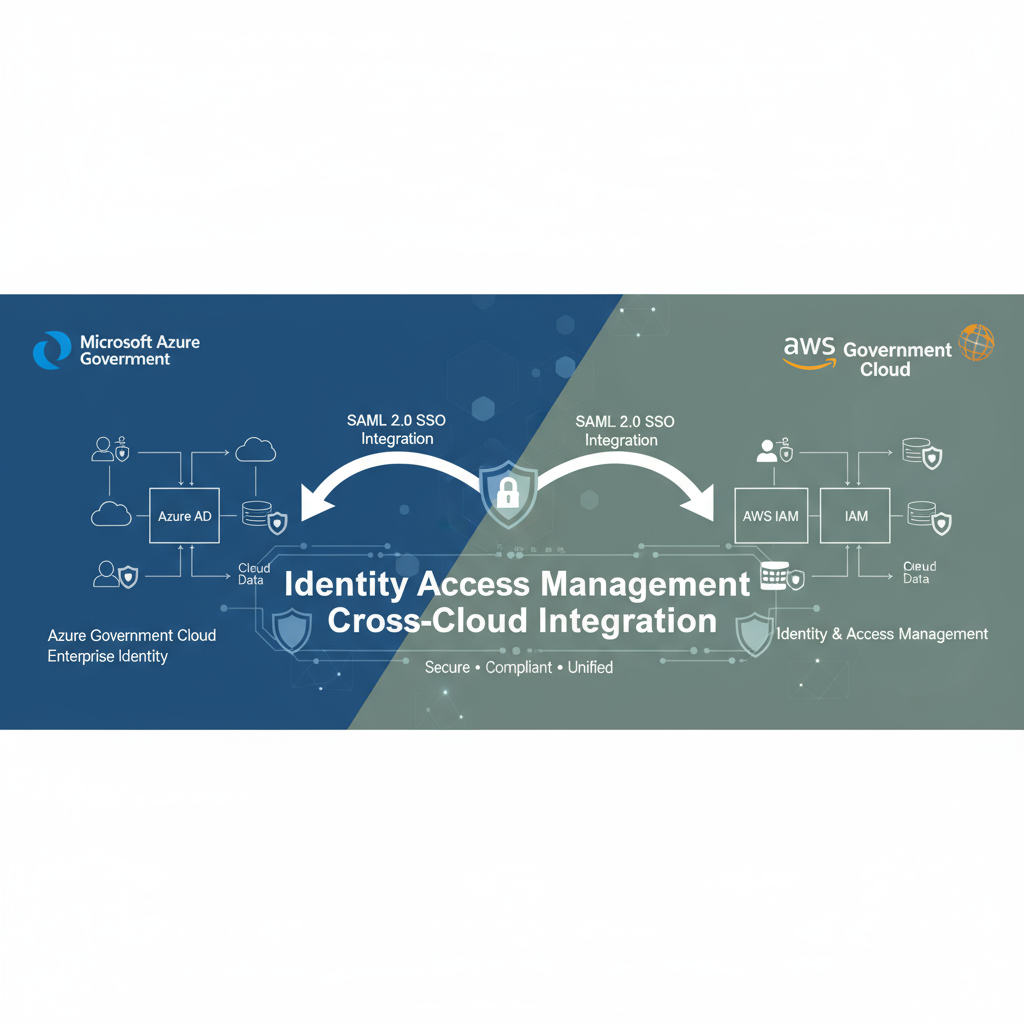 Microsoft Azure
Goverment
aws Government
Cloud
SAML 2.0 SSO
Integration
SAML 2.0 SSO
Integration
Azure AD
AWS IAM
IAM
Cloud
Data
Cloud
Data
Identity Access Management
Cross-Cloud Integration
Azure Government Cloud
Enterprise Identity
Identity & Access Management
Secure • Compliant • Unified